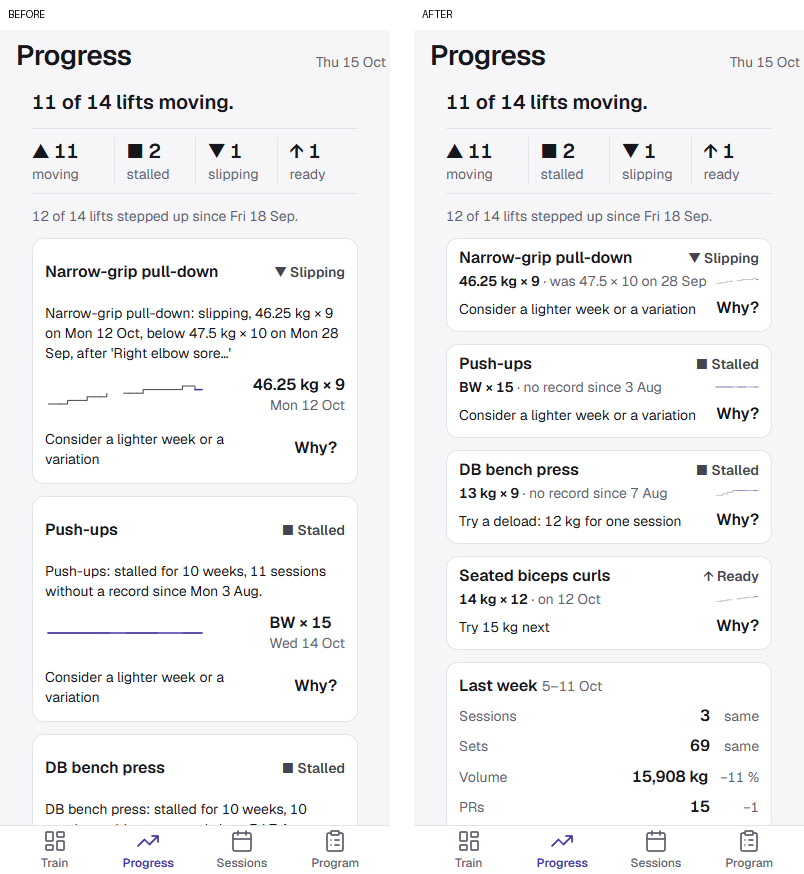 BEFORE
Progress
Thu 15 Oct
11 of 14 lifts moving.
▲ 11
moving
■ 2
stalled
▼ 1
slipping
↑ 1
ready
12 of 14 lifts stepped up since Fri 18 Sep.
Narrow-grip pull-down
▼ Slipping
Narrow-grip pull-down: slipping, 46.25 kg × 9
on Mon 12 Oct, below 47.5 kg × 10 on Mon 28
Sep, after 'Right elbow sore…'
46.25 kg × 9
Mon 12 Oct
Consider a lighter week or a
variation
Why?
Push-ups
■ Stalled
Push-ups: stalled for 10 weeks, 11 sessions
without a record since Mon 3 Aug.
BW × 15
Wed 14 Oct
Consider a lighter week or a
variation
Why?
DB bench press
■ Stalled
DB bench press: stalled for 10 weeks, 10
Train
Progress
Sessions
Program
AFTER
Progress
Thu 15 Oct
11 of 14 lifts moving.
▲ 11
moving
■ 2
stalled
▼ 1
slipping
↑ 1
ready
12 of 14 lifts stepped up since Fri 18 Sep.
Narrow-grip pull-down
▼ Slipping
46.25 kg × 9 · was 47.5 × 10 on 28 Sep
Consider a lighter week or a variation
Why?
Push-ups
■ Stalled
BW × 15 · no record since 3 Aug
Consider a lighter week or a variation
Why?
DB bench press
■ Stalled
13 kg × 9 · no record since 7 Aug
Try a deload: 12 kg for one session
Why?
Seated biceps curls
↑ Ready
14 kg × 12 · on 12 Oct
Try 15 kg next
Why?
Last week 5–11 Oct
Sessions 3 same
Sets 69 same
Volume 15,908 kg −11 %
PRs 15 −1
Train
Progress
Sessions
Program